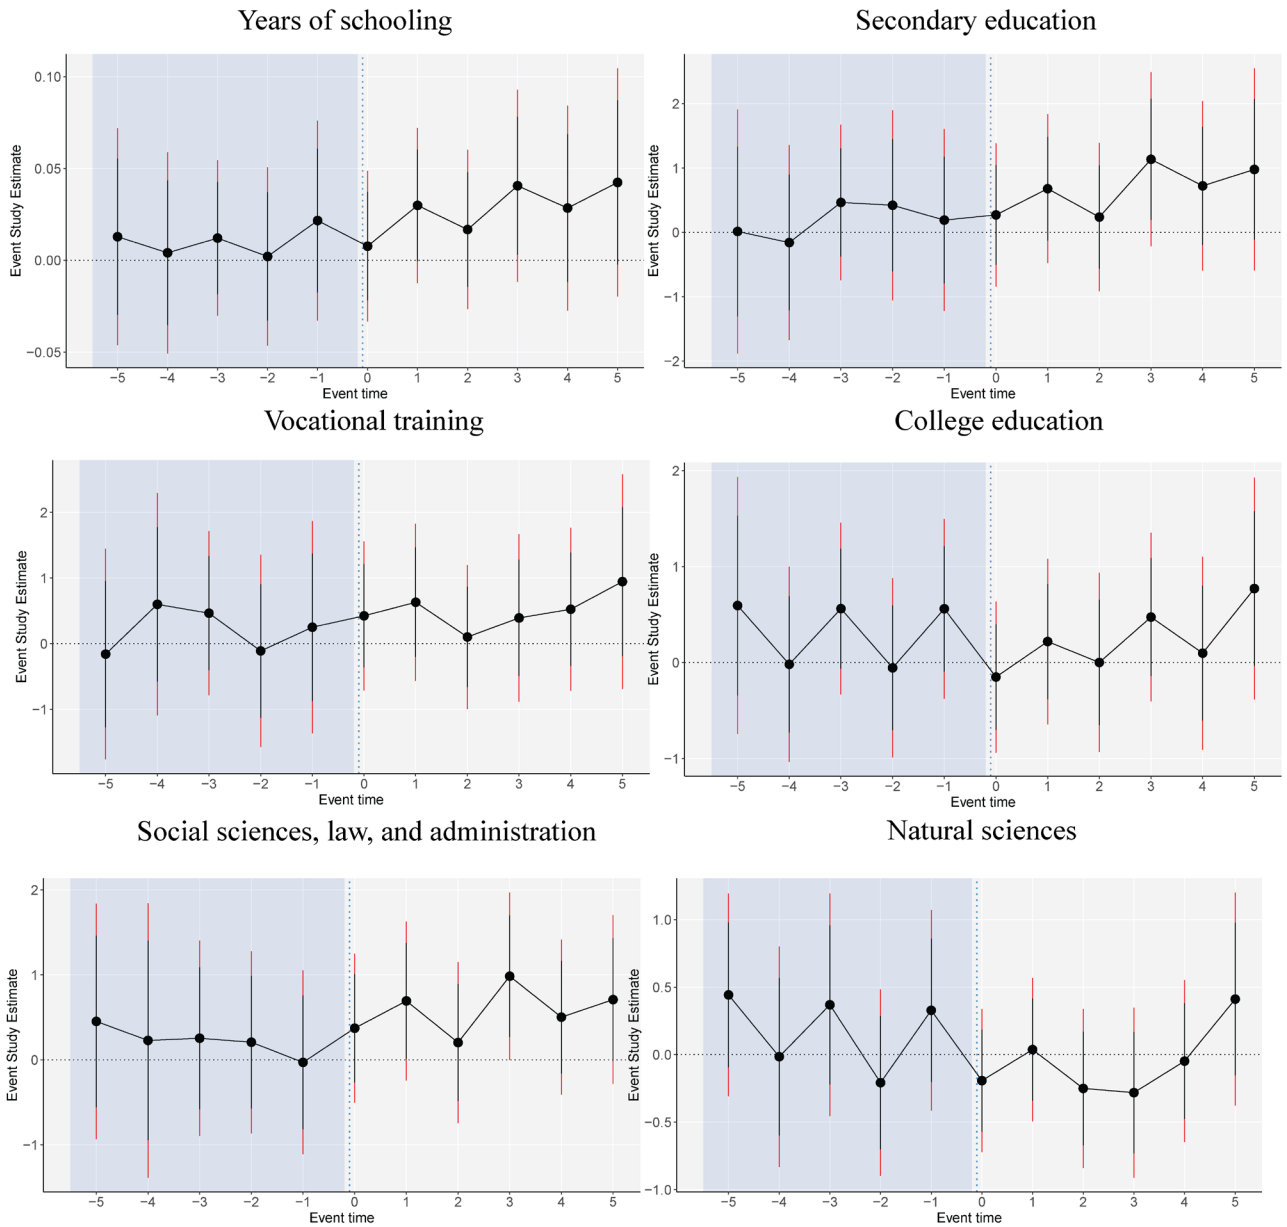 Years of schooling
Event Study Estimate
0.10
0.05
0.00
−0.05
−5 −4 −3 −2 −1 0 1 2 3 4 5
Event time
Secondary education
Event Study Estimate
2
1
0
−1
−2
−5 −4 −3 −2 −1 0 1 2 3 4 5
Event time
Vocational training
Event Study Estimate
2
1
0
−1
−5 −4 −3 −2 −1 0 1 2 3 4 5
Event time
College education
Event Study Estimate
2
1
0
−1
−5 −4 −3 −2 −1 0 1 2 3 4 5
Event time
Social sciences, law, and administration
Event Study Estimate
2
1
0
−1
−5 −4 −3 −2 −1 0 1 2 3 4 5
Event time
Natural sciences
Event Study Estimate
1.0
0.5
0.0
−0.5
−1.0
−5 −4 −3 −2 −1 0 1 2 3 4 5
Event time